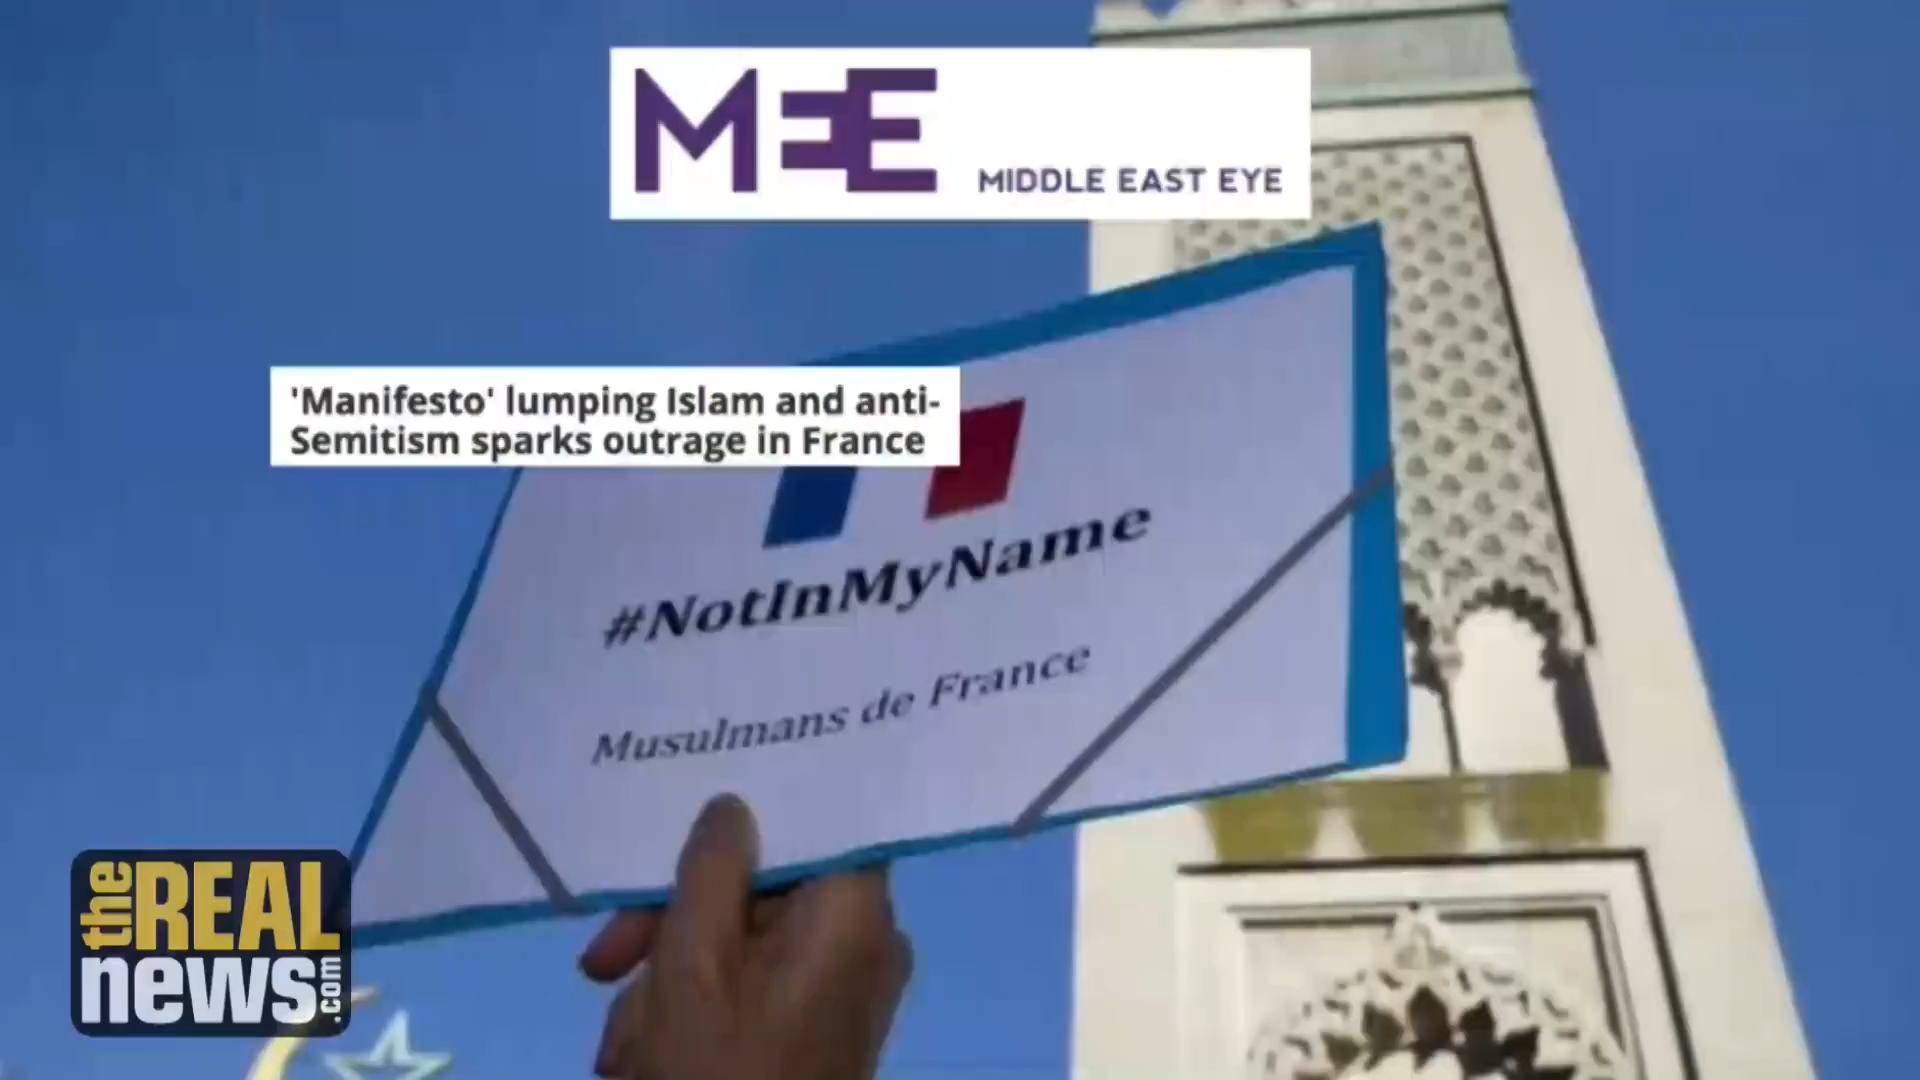 MEE MIDDLE EAST EYE
'Manifesto' lumping Islam and anti-
Semitism sparks outrage in France
#NotInMyName
Musulmans de France
the REAL
news.com